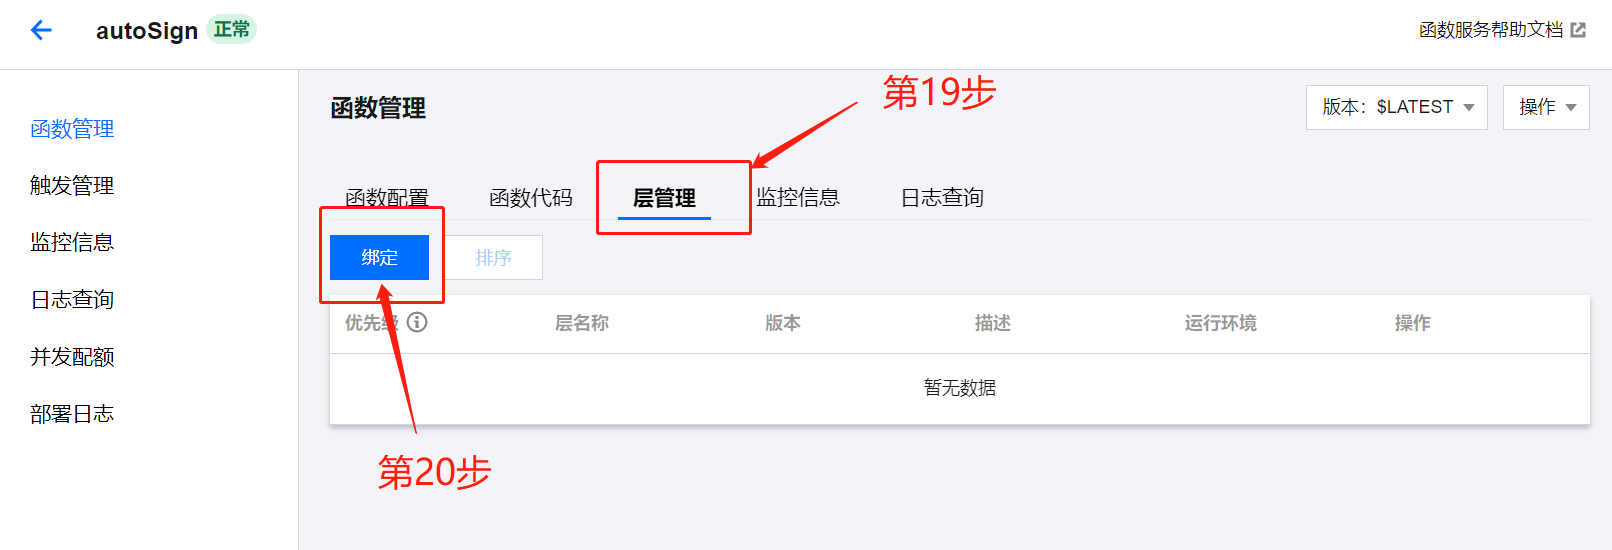 autoSign 正常
函数服务帮助文档
函数管理
触发管理
监控信息
日志查询
并发配额
部署日志
函数管理
第19步
版本：$LATEST
操作
函数配置
函数代码
层管理
监控信息
日志查询
绑定
排序
优先级
层名称
版本
描述
运行环境
操作
暂无数据
第20步